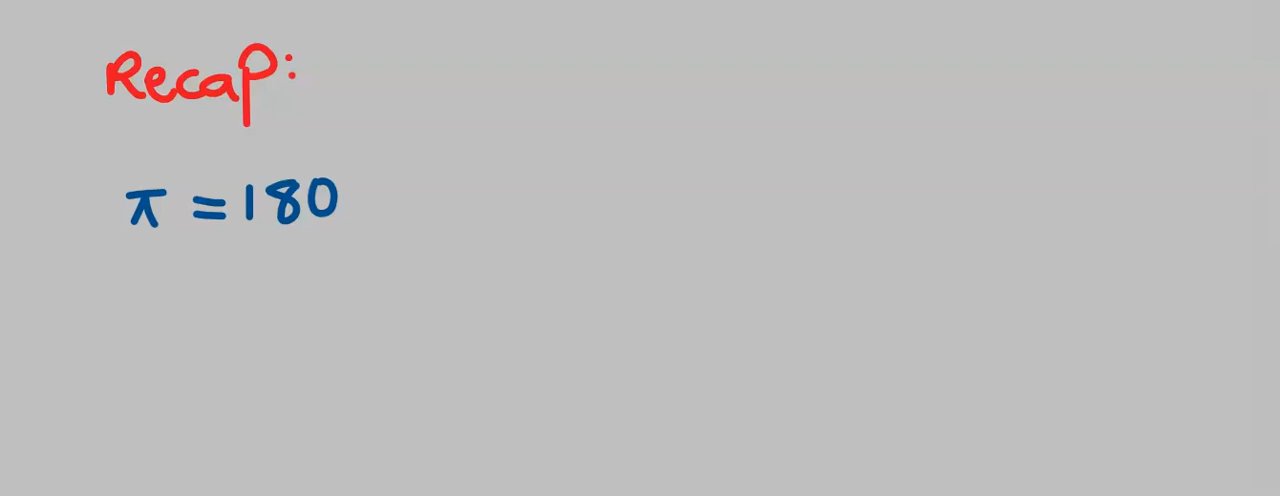 Recap:
π = 180